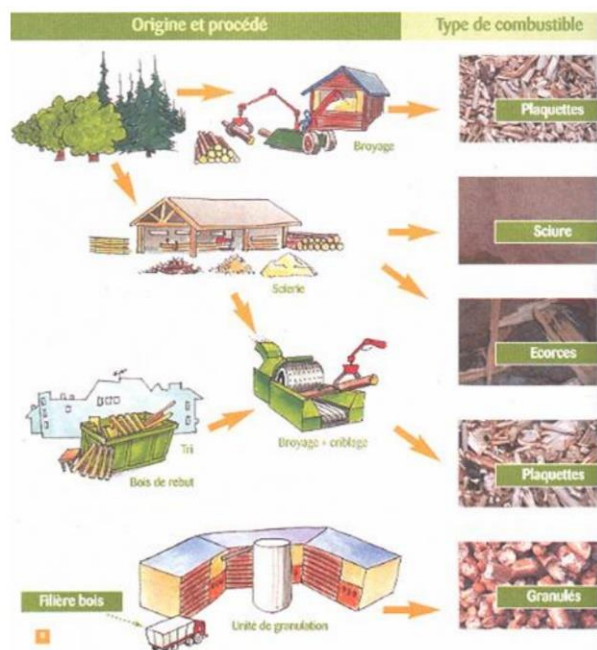 Origine et procédé
Type de combustible
Broyage
Plaquettes
Scierie
Sciure
Ecorces
Tri
Bois de rebut
Broyage + criblage
Plaquettes
Filière bois
Unité de granulation
Granulés